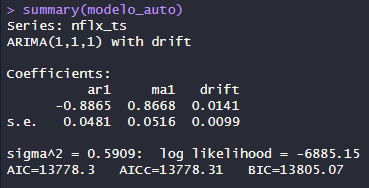 > summary(modelo_auto)
Series: nflx_ts
ARIMA(1,1,1) with drift
Coefficients:
ar1 ma1 drift
-0.8865 0.8668 0.0141
s.e. 0.0481 0.0516 0.0099
sigma^2 = 0.5909: log likelihood = -6885.15
AIC=13778.3 AICc=13778.31 BIC=13805.07